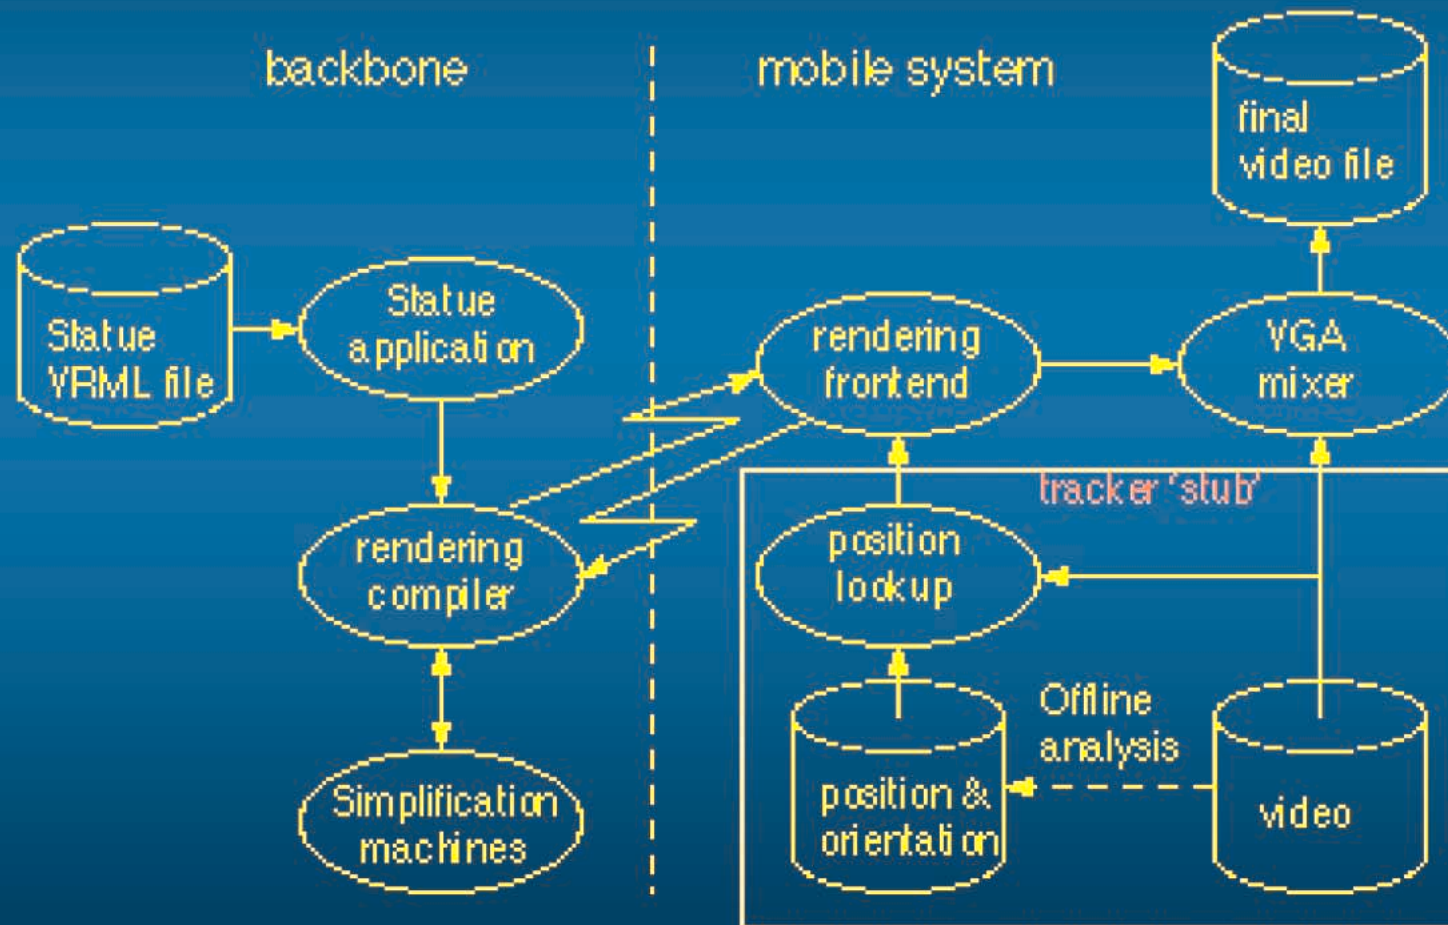 backbone
mobile system
final
video file
Statue
VRML file
Statue
application
rendering
frontend
VGA
mixer
tracker 'stub'
rendering
compiler
position
lookup
Offline
analysis
Simplification
machines
position &
orientation
video